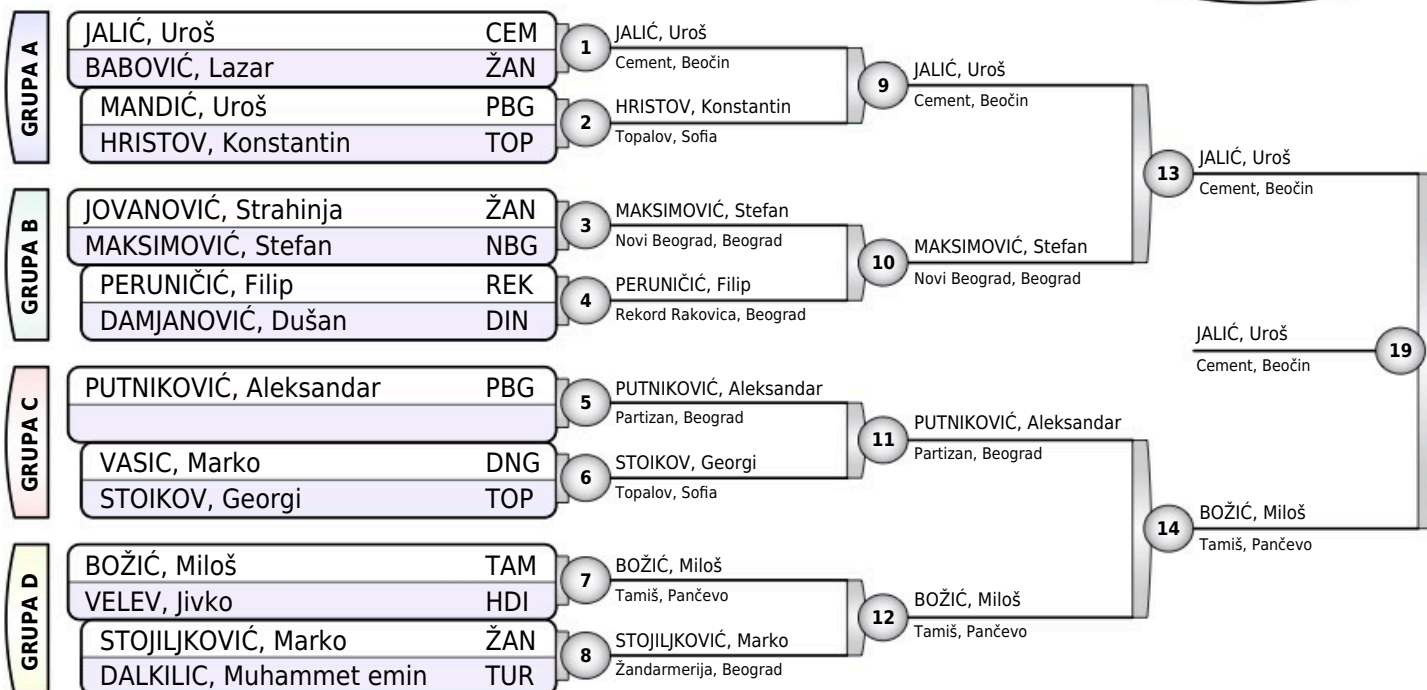 GRUPA A
JALIĆ, Uroš CEM
BABOVIĆ, Lazar ŽAN
MANDIĆ, Uroš PBG
HRISTOV, Konstantin TOP
1
JALIĆ, Uroš
Cement, Beočin
2
HRISTOV, Konstantin
Topalov, Sofia
9
JALIĆ, Uroš
Cement, Beočin
GRUPA B
JOVANOVIĆ, Strahinja ŽAN
MAKSIMOVIĆ, Stefan NBG
PERUNIČIĆ, Filip REK
DAMJANOVIĆ, Dušan DIN
3
MAKSIMOVIĆ, Stefan
Novi Beograd, Beograd
4
PERUNIČIĆ, Filip
Rekord Rakovica, Beograd
10
MAKSIMOVIĆ, Stefan
Novi Beograd, Beograd
13
JALIĆ, Uroš
Cement, Beočin
GRUPA C
PUTNIKOVIĆ, Aleksandar PBG
VASIC, Marko DNG
STOIKOV, Georgi TOP
5
PUTNIKOVIĆ, Aleksandar
Partizan, Beograd
6
STOIKOV, Georgi
Topalov, Sofia
11
PUTNIKOVIĆ, Aleksandar
Partizan, Beograd
GRUPA D
BOŽIĆ, Miloš TAM
VELEV, Jivko HDI
STOJILJKOVIĆ, Marko ŽAN
DALKILIC, Muhammet emin TUR
7
BOŽIĆ, Miloš
Tamiš, Pančevo
8
STOJILJKOVIĆ, Marko
Žandarmerija, Beograd
12
BOŽIĆ, Miloš
Tamiš, Pančevo
14
BOŽIĆ, Miloš
Tamiš, Pančevo
JALIĆ, Uroš
Cement, Beočin
19